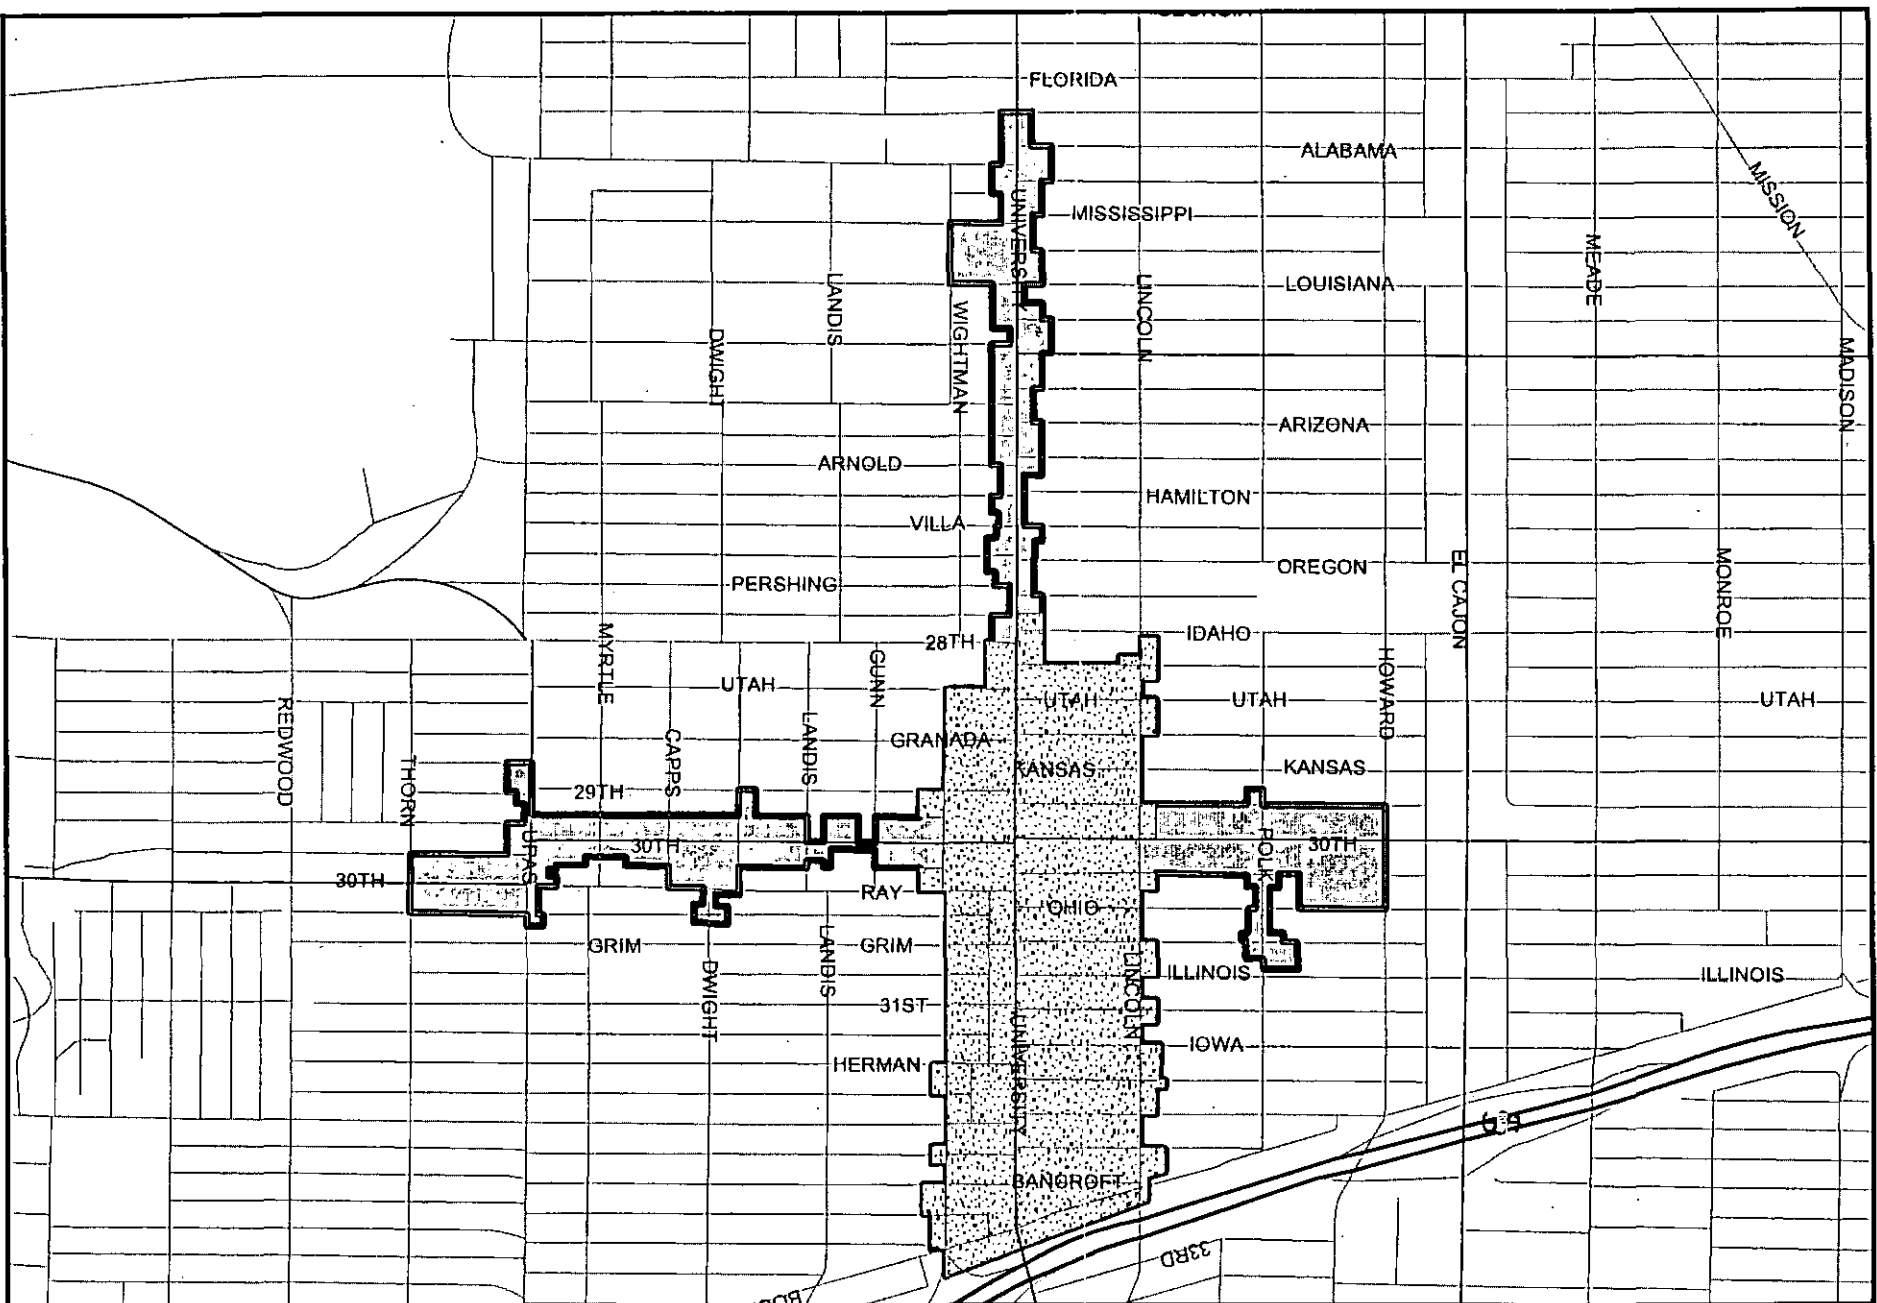 FLORIDA
ALABAMA
MISSION
UNIVERSITY
MISSISSIPPI
MEADE
LANDIS
LINCOLN
LOUISIANA
WIGHTMAN
DWIGHT
MADISON
ARIZONA
ARNOLD
HAMILTON
VILLA
EL CAJON
MONROE
OREGON
PERSHING
IDAHO
28TH
MYRTLE
GUNN
HOWARD
UTAH
UTAH
UTAH
UTAH
REDWOOD
LANDIS
CAPPS
GRANADA
THORN
KANSAS
KANSAS
29TH
UPAS
30TH
POLK
30TH
30TH
RAY
OHIO
GRIM
LANDIS
GRIM
DWIGHT
LINCOLN
ILLINOIS
ILLINOIS
31ST
UNIVERSITY
IOWA
HERMAN
BANCROFT
33RD